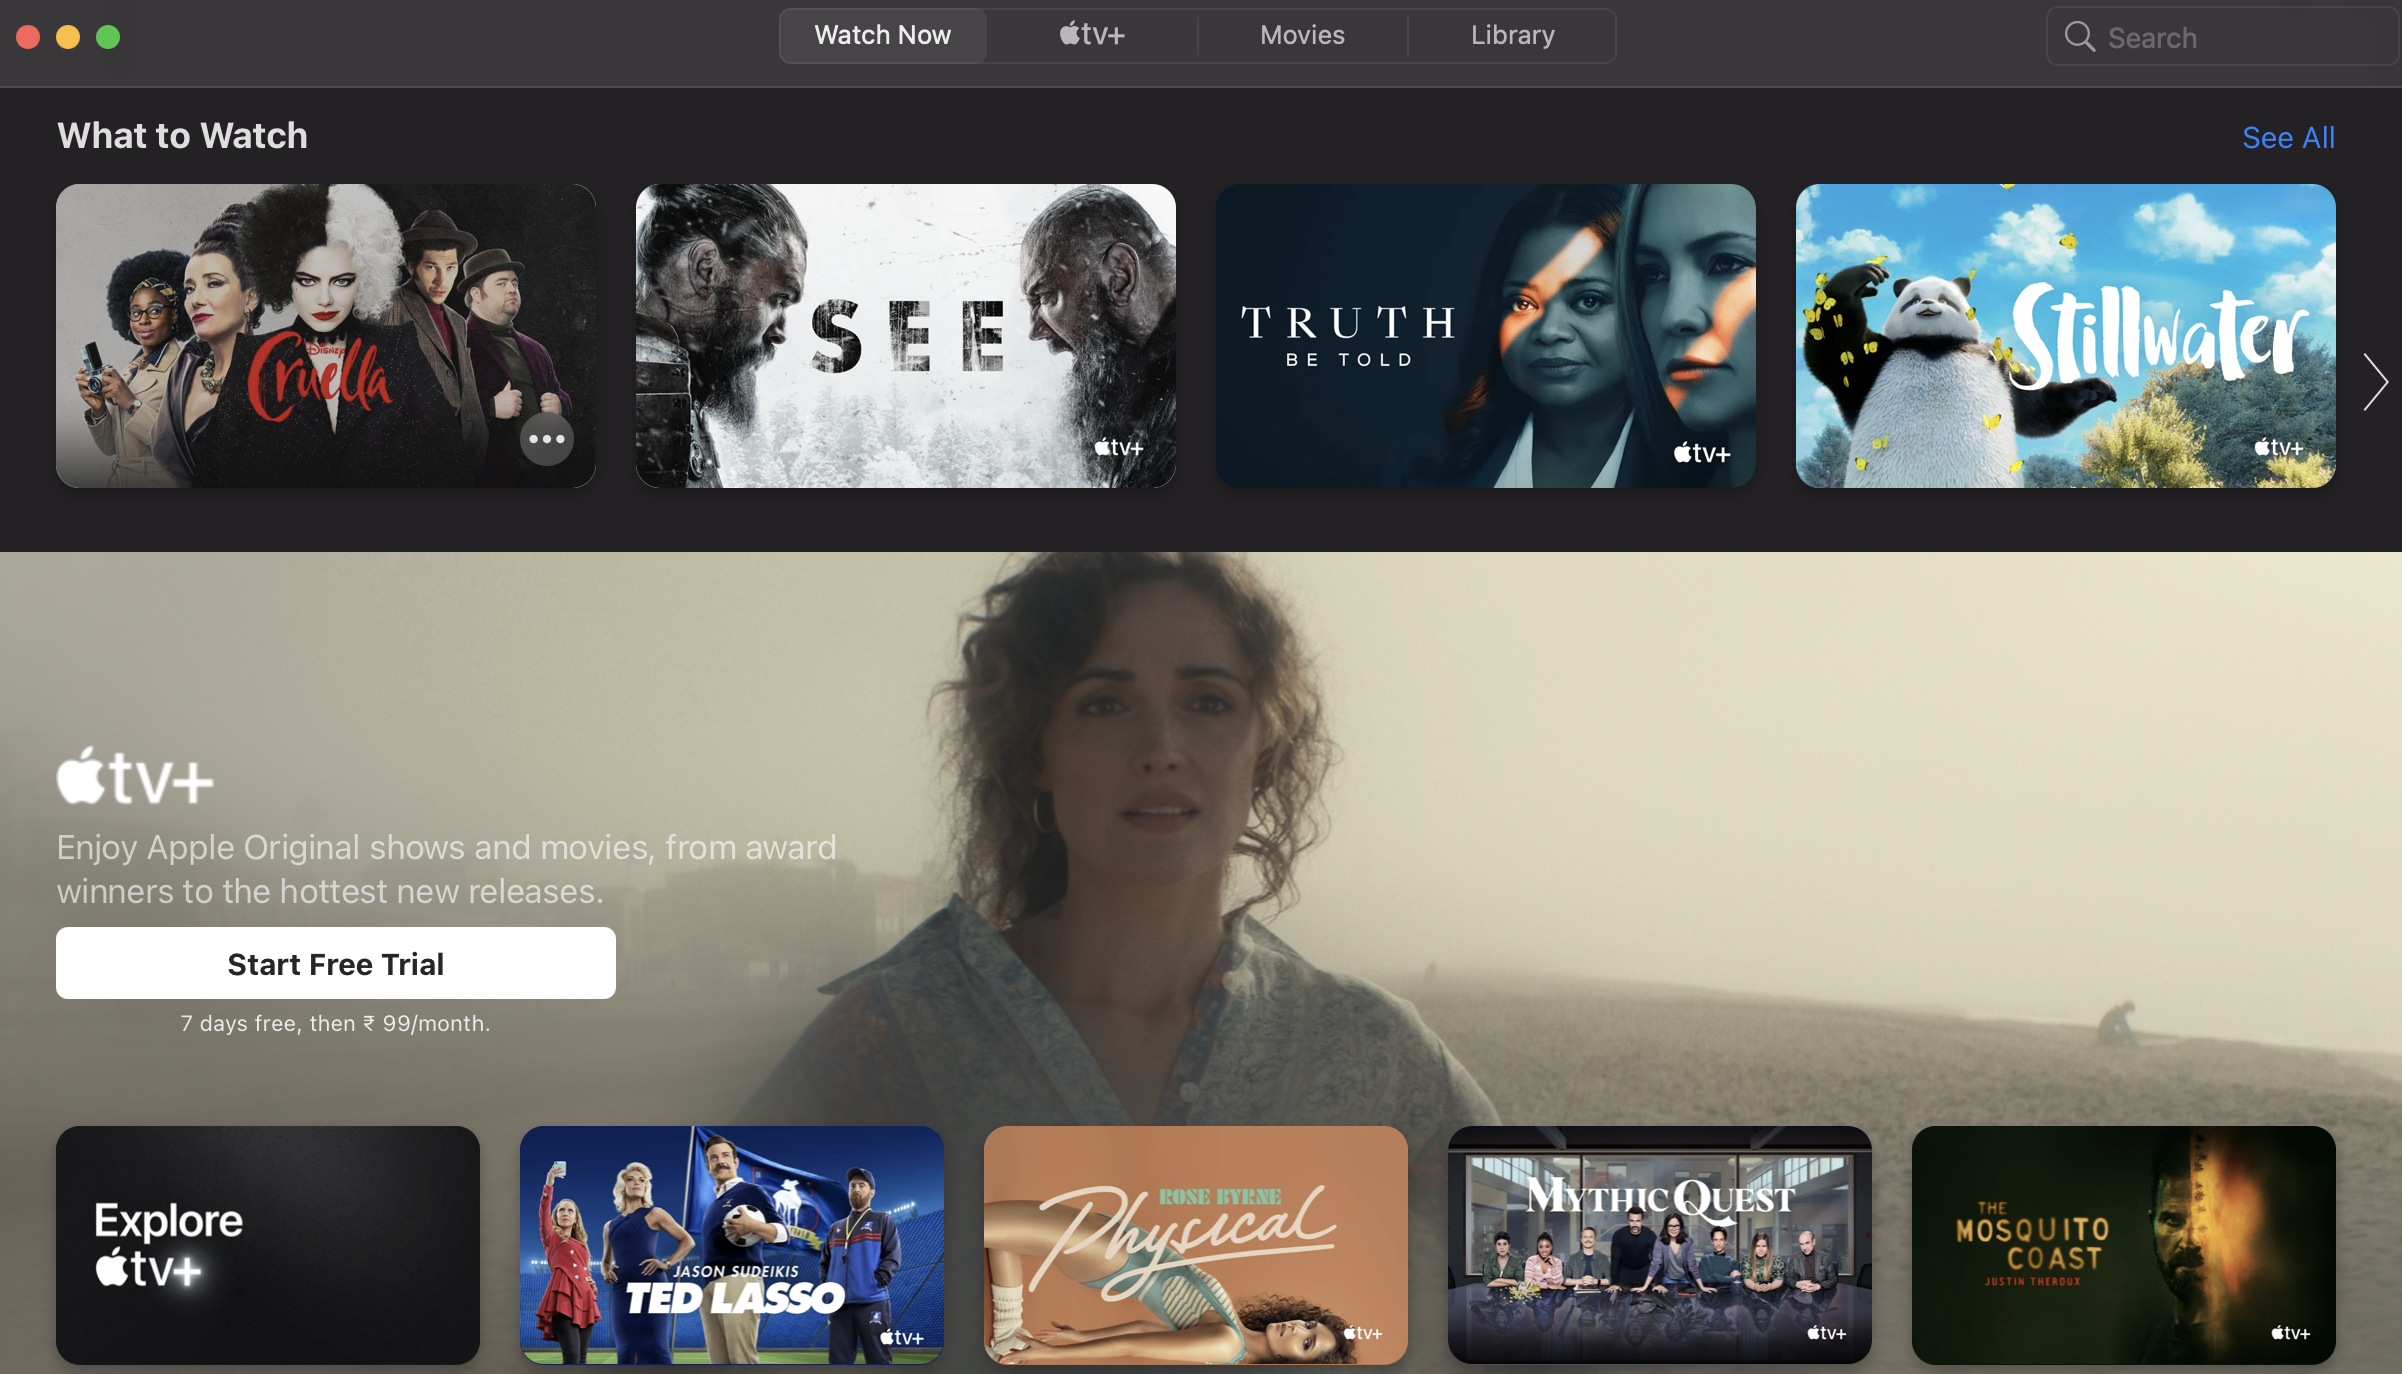 Watch Now
tv+
Movies
Library
Search
What to Watch
See All
Disney
Cruella
SEE
tv+
TRUTH
BE TOLD
tv+
Stillwater
tv+
tv+
Enjoy Apple Original shows and movies, from award
winners to the hottest new releases.
Start Free Trial
7 days free, then ₹ 99/month.
Explore
tv+
JASON SUDEIKIS
TED LASSO
tv+
ROSE BYRNE
Physical
tv+
MYTHIC QUEST
tv+
THE
MOSQUITO
COAST
JUSTIN THEROUX
tv+